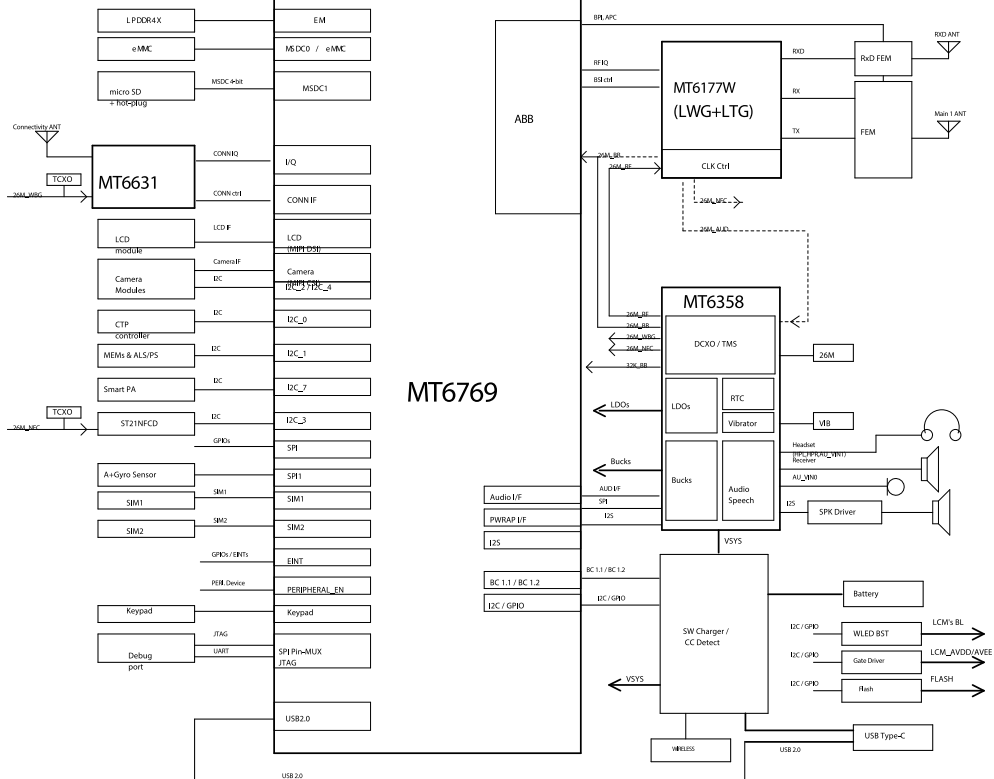 LPDDR4X
EMI
eMMC
MSDC0 / eMMC
micro SD
+ hot-plug
MSDC 4-bit
MSDC1
Connectivity ANT
TCXO
26M_WBG
MT6631
CONN IQ
I/Q
CONN ctrl
CONN IF
LCD
module
LCD IF
LCD
(MIPI DSI)
Camera
Modules
Camera IF
Camera
(MIPI CSI)
I2C
I2C_2 / I2C_4
CTP
controller
I2C
I2C_0
MEMs & ALS/PS
I2C
I2C_1
Smart PA
I2C
I2C_7
TCXO
26M_NFC
ST21NFCD
I2C
I2C_3
GPIOs
SPI
A+Gyro Sensor
SPI1
SIM1
SIM1
SIM1
SIM2
SIM2
SIM2
GPIOs / EINTs
EINT
PERI. Device
PERIPHERAL_EN
Keypad
Keypad
Debug
port
JTAG
UART
SPI Pin-MUX
JTAG
USB2.0
USB 2.0
MT6769
ABB
BPI, APC
RF IQ
BSI ctrl
MT6177W
(LWG+LTG)
CLK Ctrl
RXD
RX
TX
RxD FEM
FEM
RXD ANT
Main 1 ANT
26M_BB
26M_RF
26M_NFC
26M_AUD
MT6358
26M_RF
26M_BB
26M_WBG
26M_NFC
32K_BB
DCXO / TMS
26M
LDOs
LDOs
RTC
Vibrator
VIB
Bucks
Bucks
Audio
Speech
Headset
(HPL,HPR,AU_VIN1)
Receiver
AU_VIN0
I2S
SPK Driver
Audio I/F
AUD I/F
PWRAP I/F
SPI
I2S
I2S
VSYS
BC 1.1 / BC 1.2
BC 1.1 / BC 1.2
I2C / GPIO
I2C / GPIO
SW Charger /
CC Detect
VSYS
Battery
I2C / GPIO
WLED BST
LCM's BL
I2C / GPIO
Gate Driver
LCM_AVDD/AVEE
I2C / GPIO
Flash
FLASH
WIRELESS
USB Type-C
USB 2.0